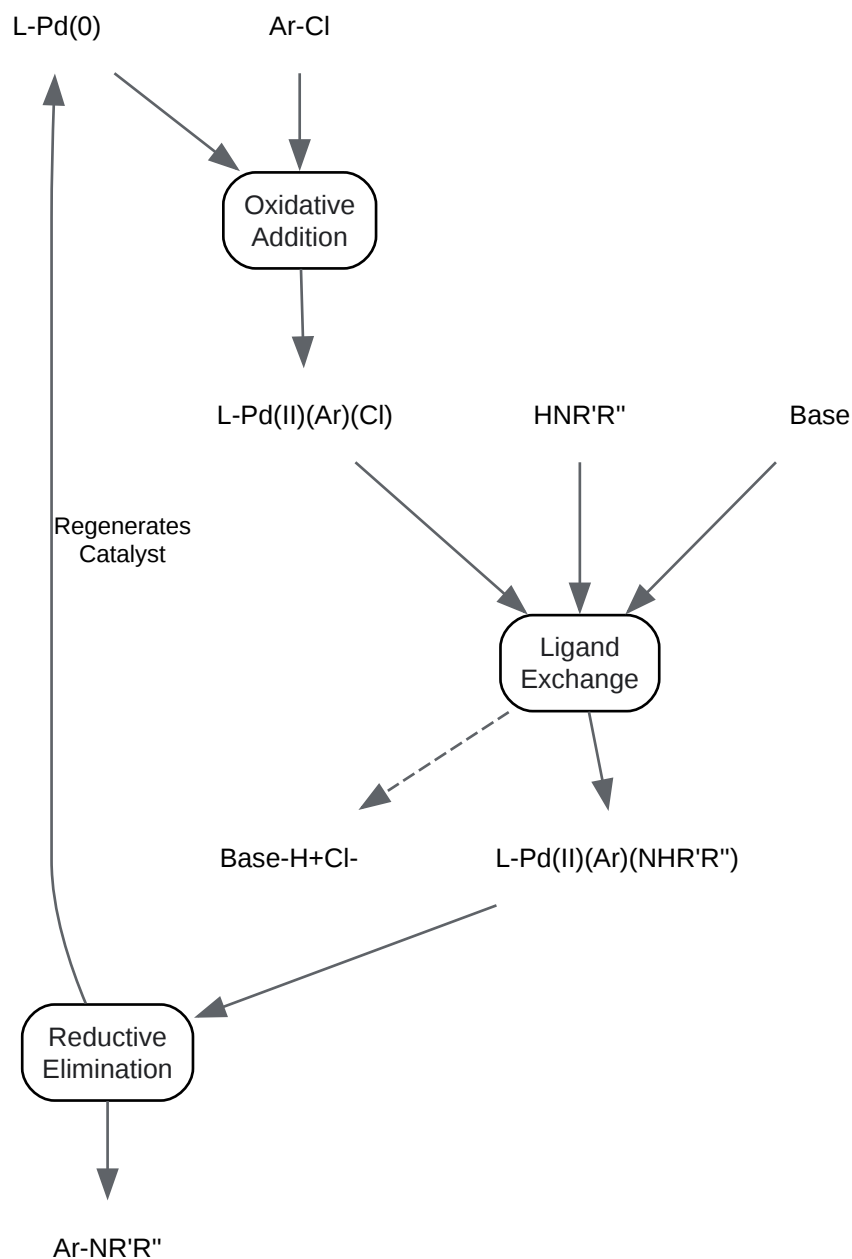 L-Pd(0)
Ar-Cl
Oxidative
Addition
L-Pd(II)(Ar)(Cl)
HNR'R"
Base
Regenerates
Catalyst
Ligand
Exchange
Base-H+Cl-
L-Pd(II)(Ar)(NHR'R")
Reductive
Elimination
Ar-NR'R"